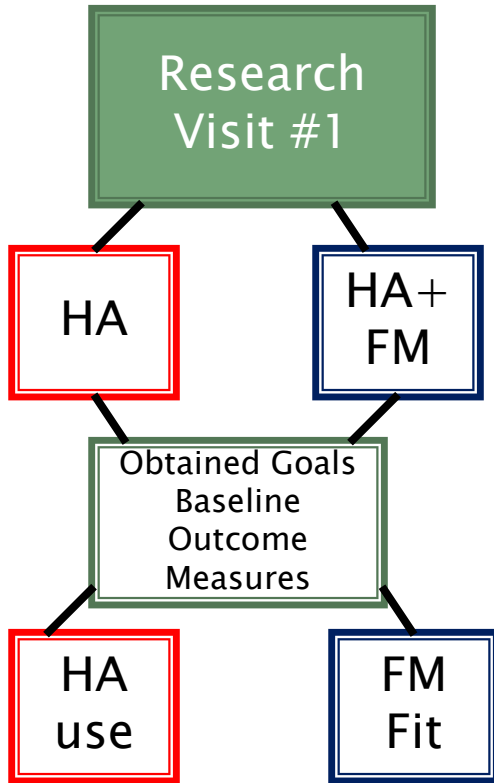 Research
Visit #1
HA
HA+
FM
Obtained Goals
Baseline
Outcome
Measures
HA
use
FM
Fit